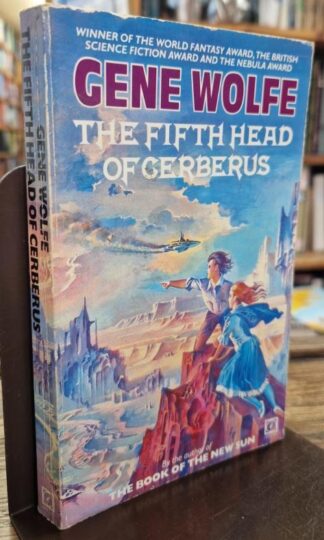 WINNER OF THE WORLD FANTASY AWARD, THE BRITISH
SCIENCE FICTION AWARD AND THE NEBULA AWARD
GENE WOLFE
THE FIFTH HEAD
OF CERBERUS
By the author of
THE BOOK OF THE NEW SUN
THE FIFTH HEAD OF CERBERUS
GENE WOLFE